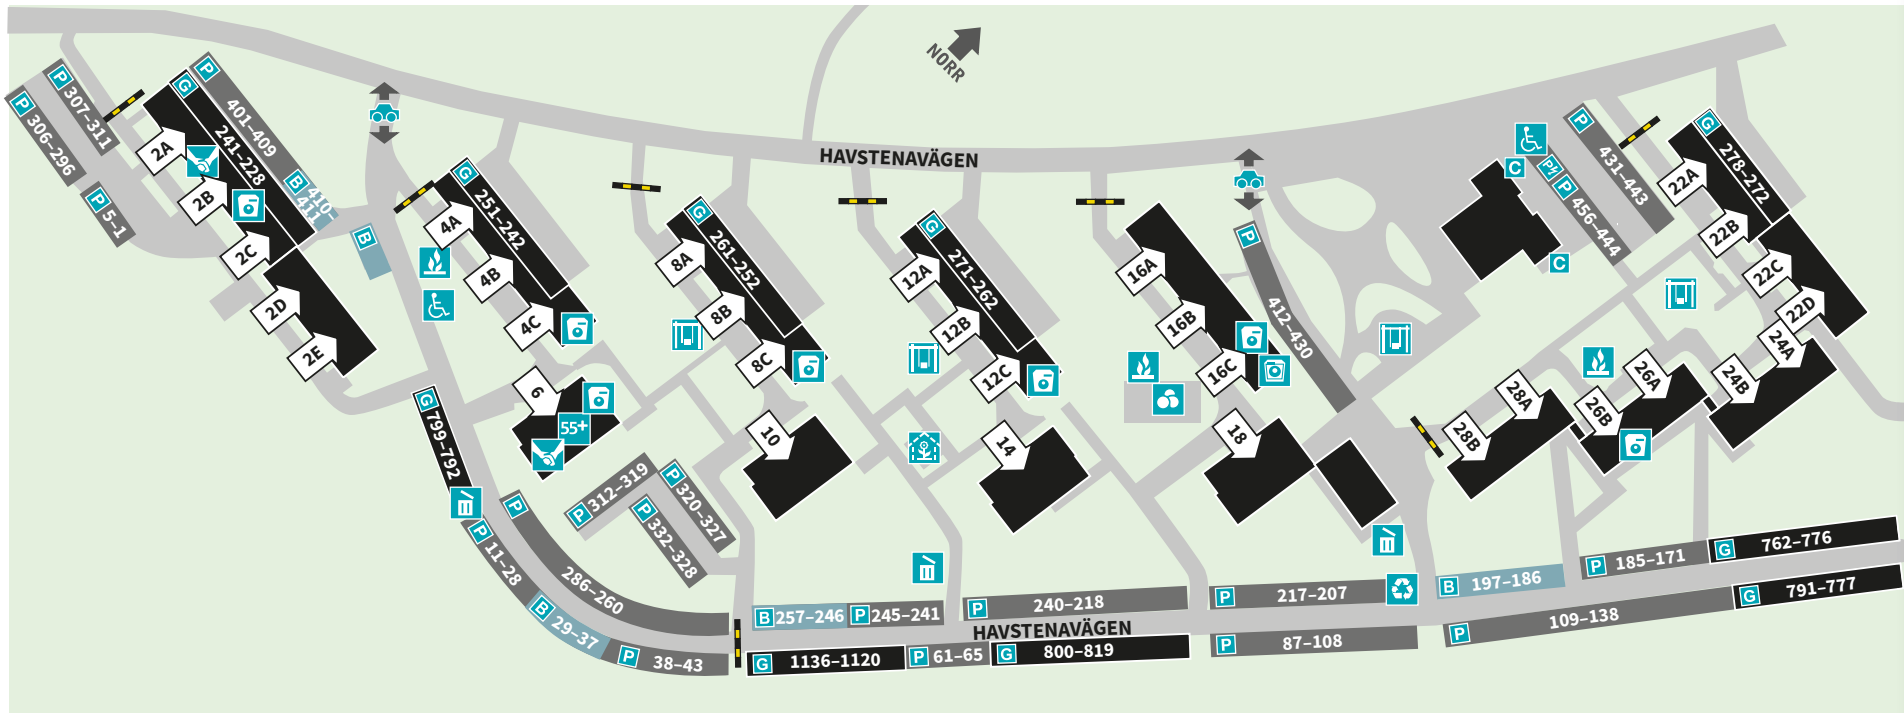 NORR
HAVSTENAVÄGEN
P 307–311
P 306–296
P 5–1
P 401–409
G 241–228
B 410–
411
2A
2B
2C
2D
2E
B
G 251–242
4A
4B
4C
6
55+
G 799–792
G 261–252
8A
8B
8C
10
G 271–262
12A
12B
12C
14
16A
16B
16C
18
P 412–430
C
C
P
P 456–444
P 431–443
G 278–272
22A
22B
22C
22D
24A
24B
26A
26B
28A
28B
P 312–319
P 320–327
P 332–328
P 11–28
P 286–260
B 29–37
P 38–43
B 257–246
P 245–241
P 240–218
P 217–207
B 197–186
P 185–171
G 762–776
HAVSTENAVÄGEN
G 1136–1120
P 61–65
G 800–819
P 87–108
P 109–138
G 791–777